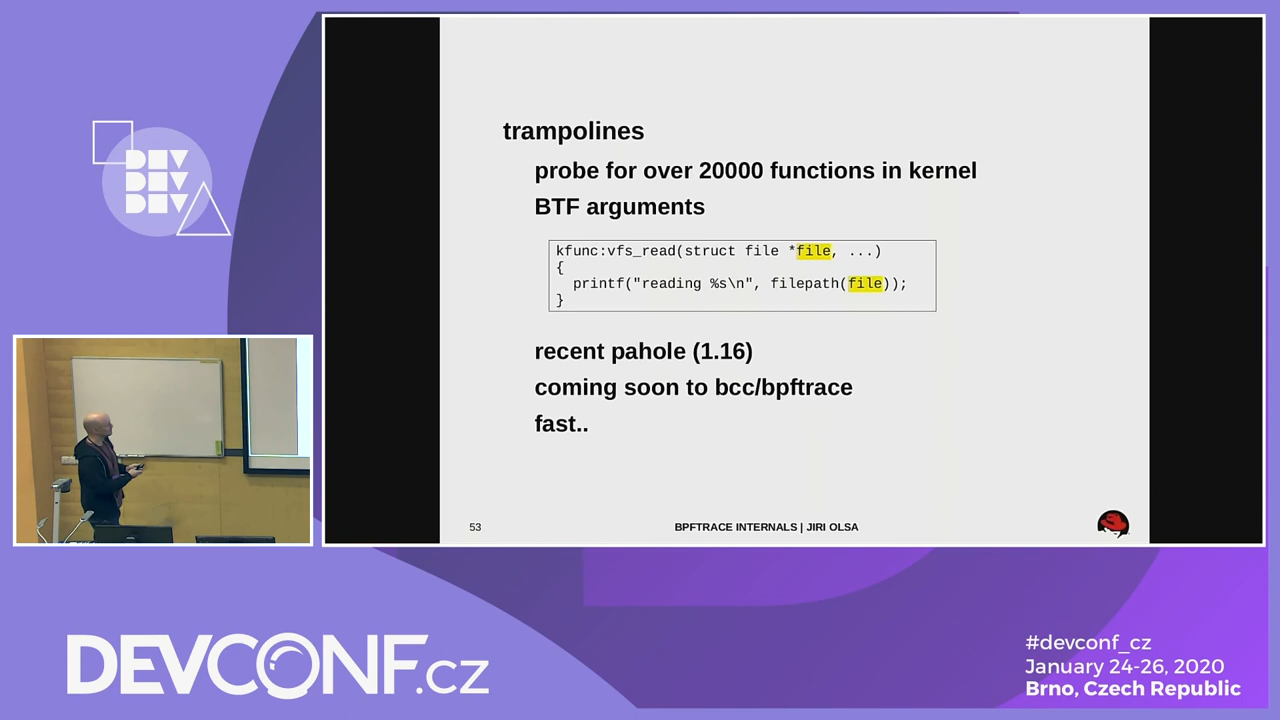 trampolines
probe for over 20000 functions in kernel
BTF arguments
kfunc:vfs_read(struct file *file, ...)
{
  printf("reading %s\n", filepath(file));
}
recent pahole (1.16)
coming soon to bcc/bpftrace
fast..
53
BPFTRACE INTERNALS | JIRI OLSA
DEV
DEV
DEV
DEVCONF.cz
#devconf_cz
January 24-26, 2020
Brno, Czech Republic